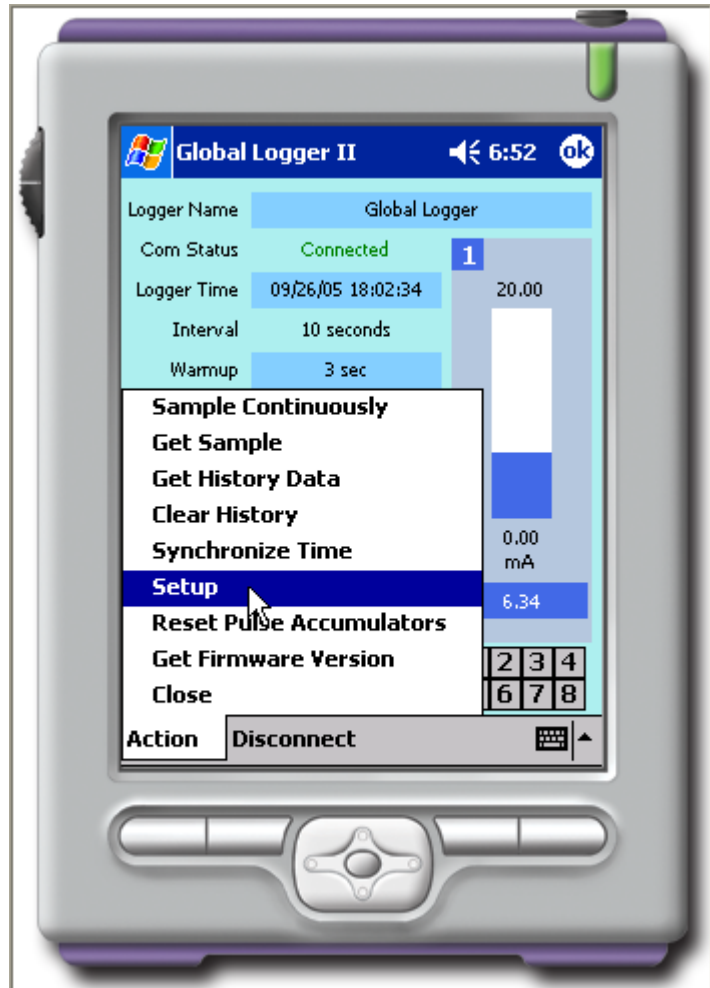 Global Logger II 6:52 ok
Logger Name Global Logger
Com Status Connected
1
Logger Time 09/26/05 18:02:34
20.00
Interval 10 seconds
Warmup 3 sec
Sample Continuously
Get Sample
Get History Data
Clear History
Synchronize Time
0.00
mA
Setup
6.34
Reset Pulse Accumulators
Get Firmware Version
2 3 4
Close
6 7 8
Action Disconnect